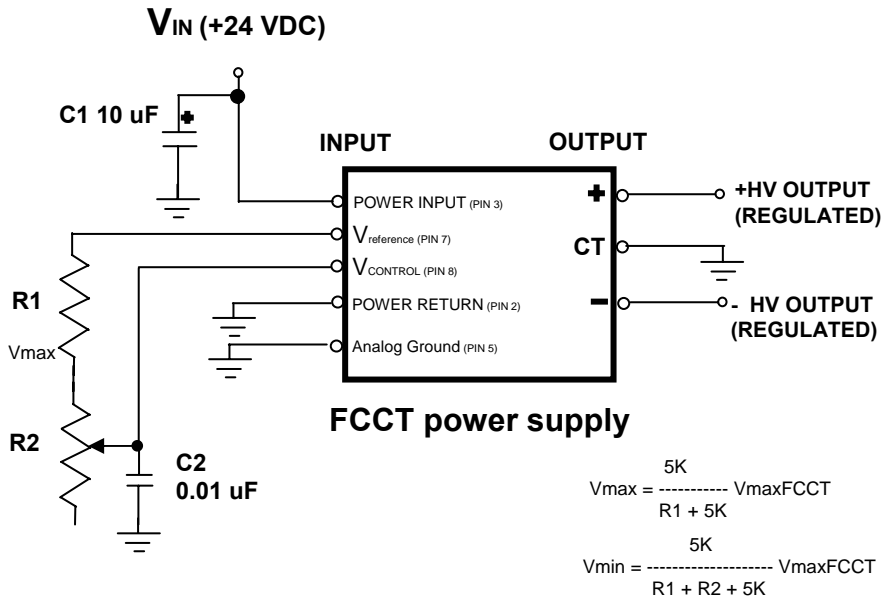 VIN (+24 VDC)
C1 10 uF
+
INPUT
OUTPUT
POWER INPUT (PIN 3)
+
+HV OUTPUT
(REGULATED)
Vreference (PIN 7)
CT
VCONTROL (PIN 8)
R1
POWER RETURN (PIN 2)
-
- HV OUTPUT
(REGULATED)
Vmax
Analog Ground (PIN 5)
FCCT power supply
R2
C2
0.01 uF
5K
Vmax = ----------- VmaxFCCT
R1 + 5K
5K
Vmin = -------------------- VmaxFCCT
R1 + R2 + 5K